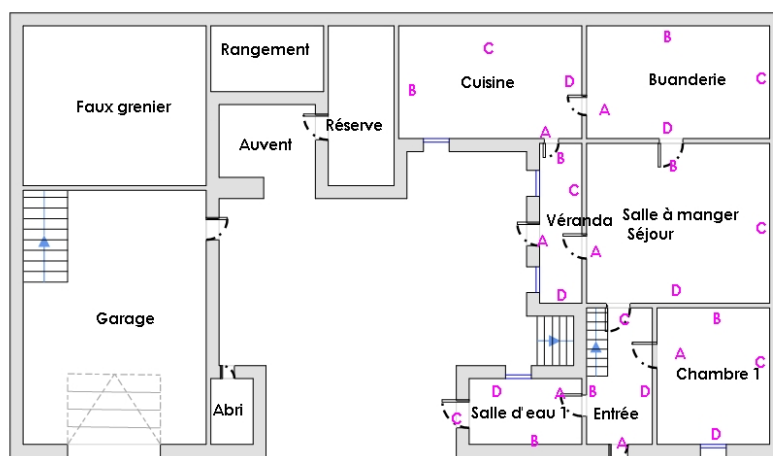 B
Rangement
C
Cuisine
D
B
Buanderie
C
Faux grenier
B
A
Auvent
Réserve
A
D
B
B
C
Véranda
Salle à manger
Séjour
C
A
A
D
D
Garage
C
B
A
C
Chambre 1
Abri
D
A
B
D
C
Salle d'eau 1
Entrée
B
A
D